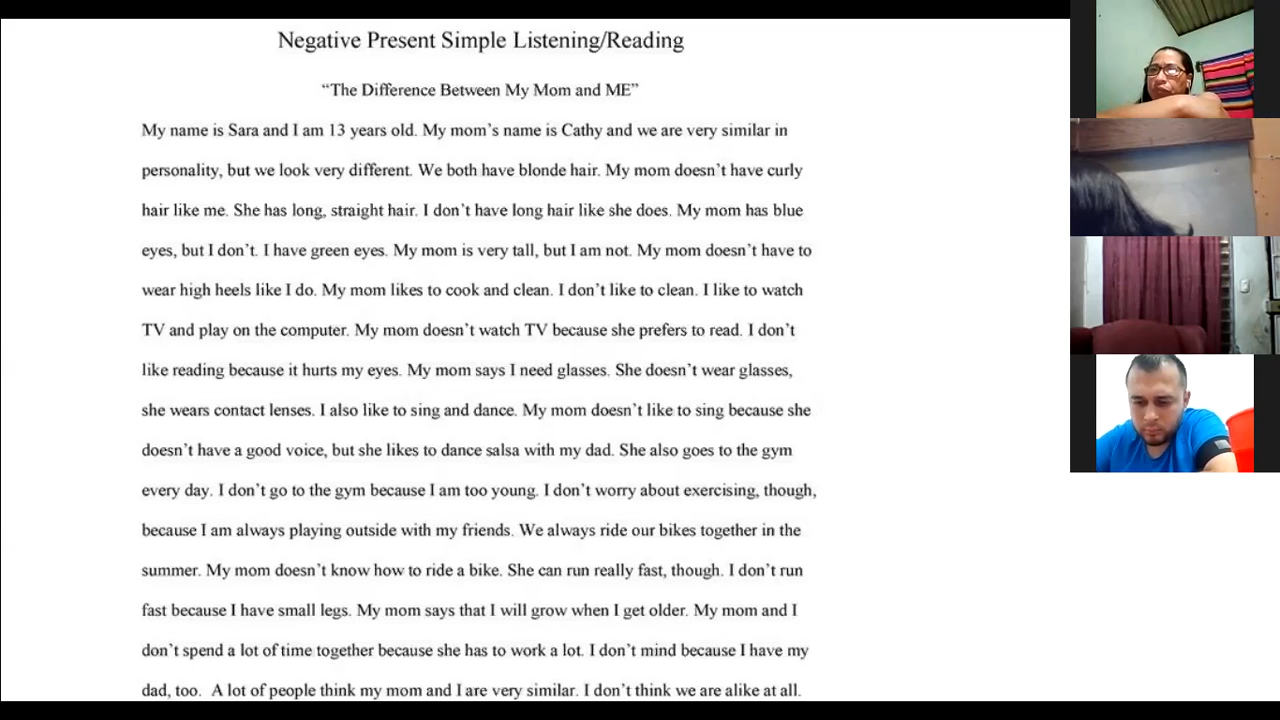 Negative Present Simple Listening/Reading
“The Difference Between My Mom and ME”
My name is Sara and I am 13 years old. My mom’s name is Cathy and we are very similar in
personality, but we look very different. We both have blonde hair. My mom doesn’t have curly
hair like me. She has long, straight hair. I don’t have long hair like she does. My mom has blue
eyes, but I don’t. I have green eyes. My mom is very tall, but I am not. My mom doesn’t have to
wear high heels like I do. My mom likes to cook and clean. I don’t like to clean. I like to watch
TV and play on the computer. My mom doesn’t watch TV because she prefers to read. I don’t
like reading because it hurts my eyes. My mom says I need glasses. She doesn’t wear glasses,
she wears contact lenses. I also like to sing and dance. My mom doesn’t like to sing because she
doesn’t have a good voice, but she likes to dance salsa with my dad. She also goes to the gym
every day. I don’t go to the gym because I am too young. I don’t worry about exercising, though,
because I am always playing outside with my friends. We always ride our bikes together in the
summer. My mom doesn’t know how to ride a bike. She can run really fast, though. I don’t run
fast because I have small legs. My mom says that I will grow when I get older. My mom and I
don’t spend a lot of time together because she has to work a lot. I don’t mind because I have my
dad, too.  A lot of people think my mom and I are very similar. I don’t think we are alike at all.